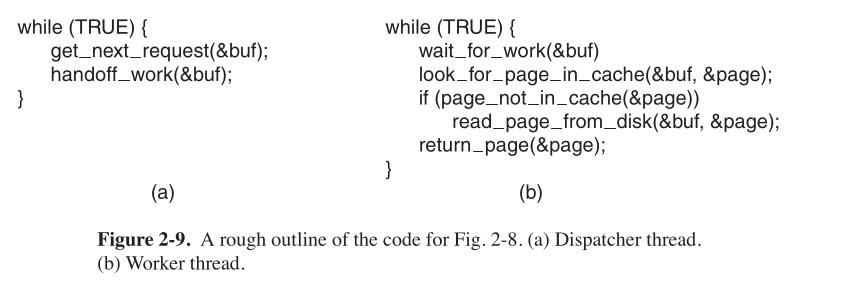 while (TRUE) {
get_next_request(&buf);
handoff_work(&buf);
}
(a)
while (TRUE) {
wait_for_work(&buf)
look_for_page_in_cache(&buf, &page);
if (page_not_in_cache(&page))
read_page_from_disk(&buf, &page);
return_page(&page);
}
(b)
Figure 2-9. A rough outline of the code for Fig. 2-8. (a) Dispatcher thread.
(b) Worker thread.